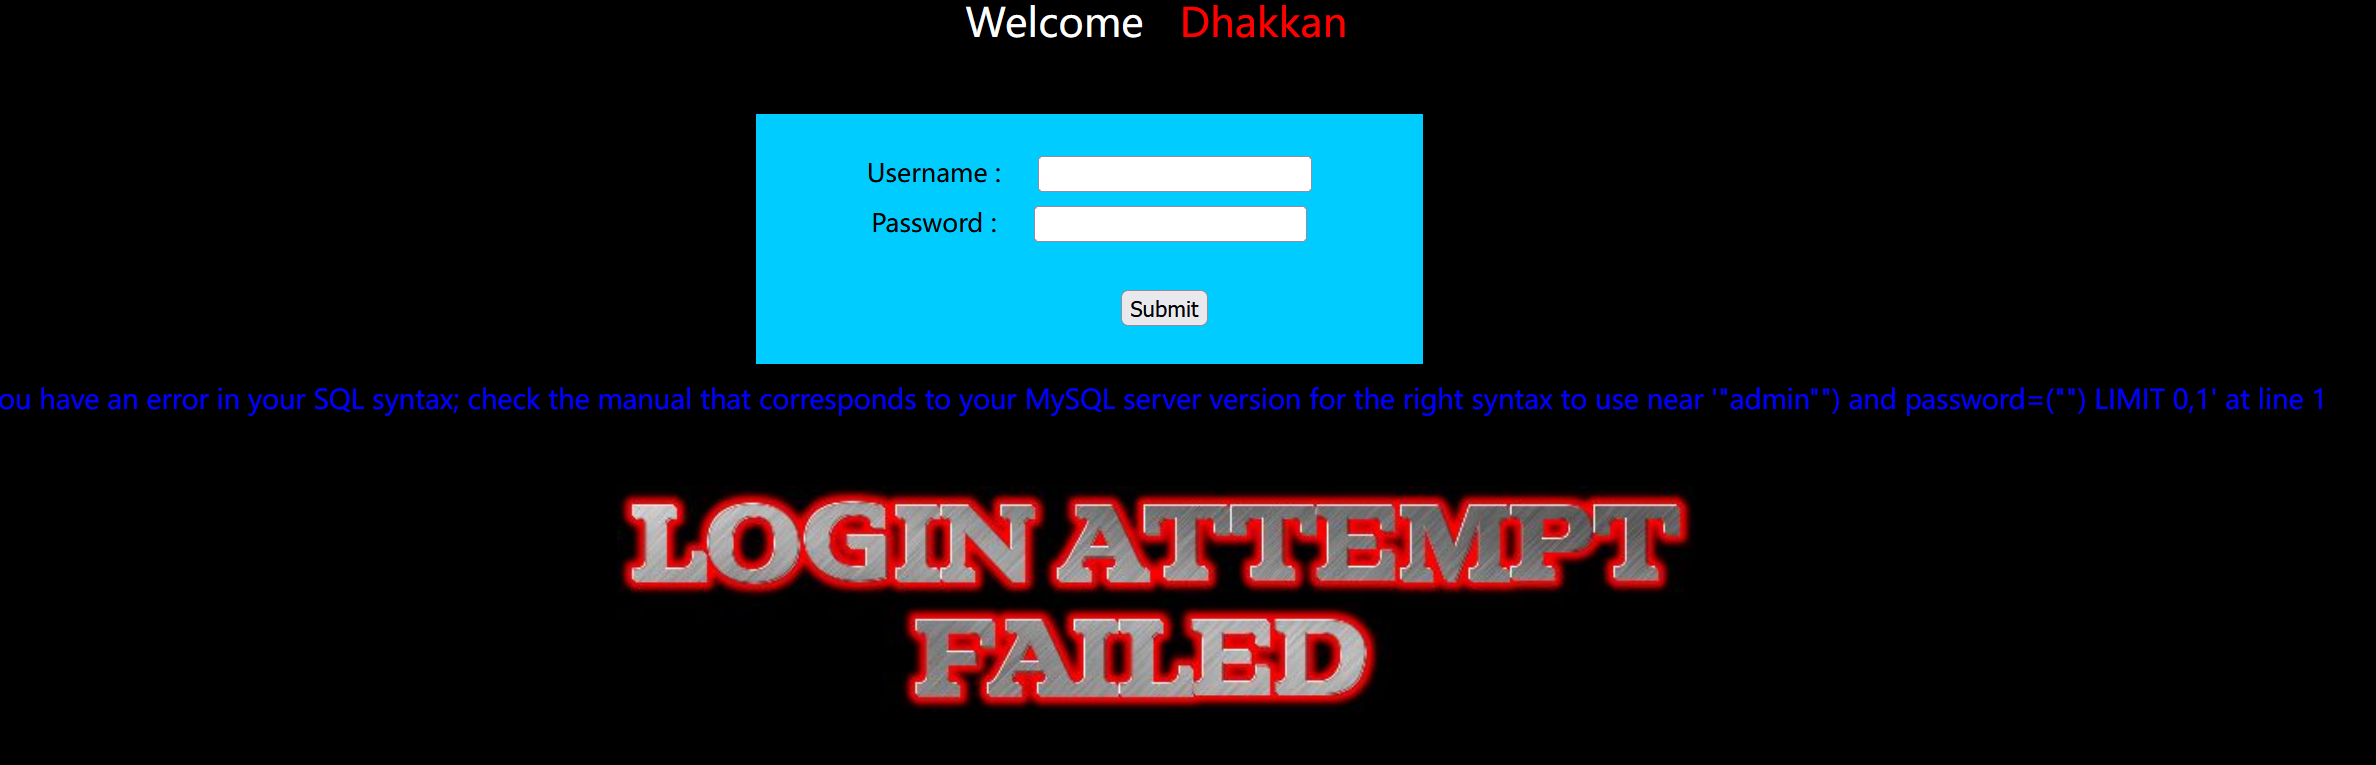 Welcome Dhakkan
Username :
Password :
Submit
ou have an error in your SQL syntax; check the manual that corresponds to your MySQL server version for the right syntax to use near '"admin"") and password=("") LIMIT 0,1' at line 1
LOGIN ATTEMPT
FAILED